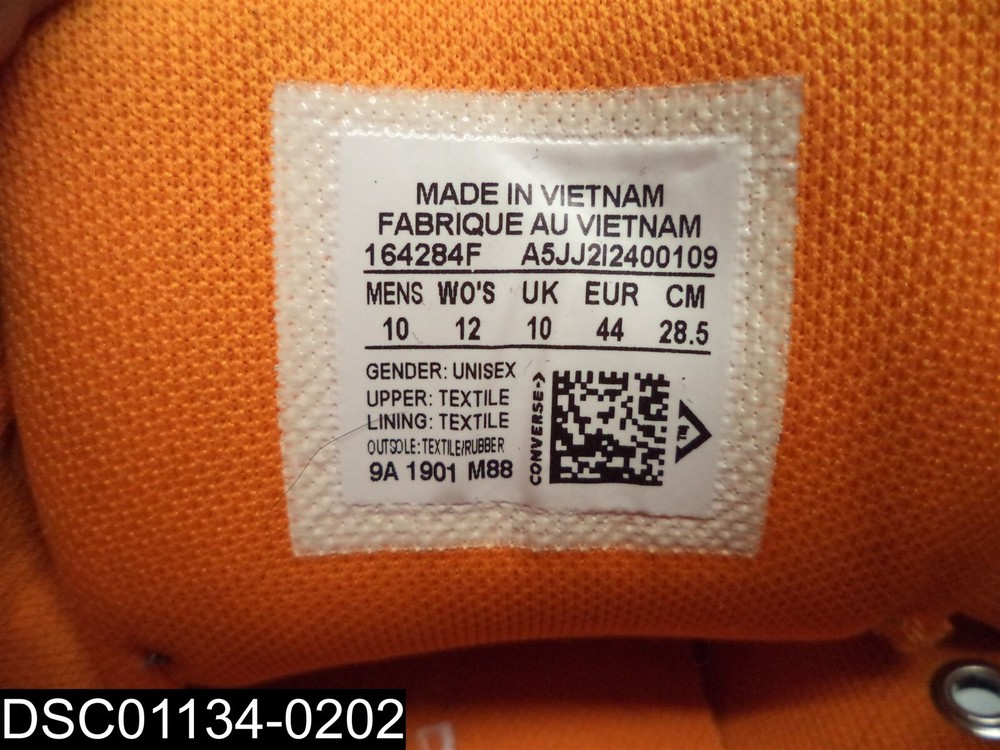 MADE IN VIETNAM
FABRIQUE AU VIETNAM
164284F A5JJ2I2400109
MENS WO'S UK EUR CM
10 12 10 44 28.5
GENDER: UNISEX
UPPER: TEXTILE
LINING: TEXTILE
OUTSOLE: TEXTILE/RUBBER
9A 1901 M88
CONVERSE
TM
DSC01134-0202